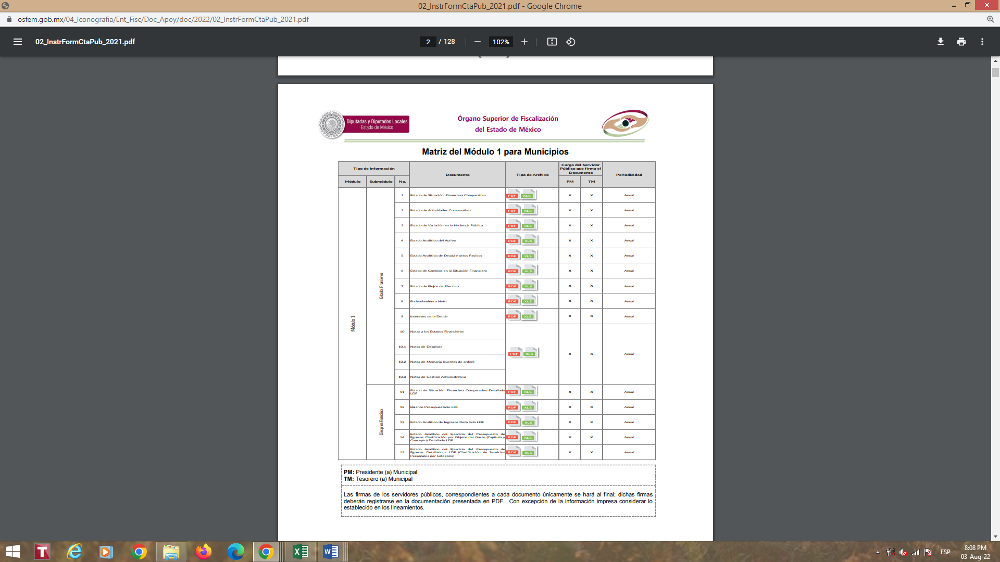 02_InstrFormCtaPub_2021.pdf - Google Chrome
osfem.gob.mx/04_Iconografia/Ent_Fisc/Doc_Apoy/doc/2022/02_InstrFormCtaPub_2021.pdf
02_InstrFormCtaPub_2021.pdf
2 / 128
102%
Diputadas y Diputados Locales
Estado de México
Órgano Superior de Fiscalización
del Estado de México
Matriz del Módulo 1 para Municipios
Tipo de Información
Documento
Tipo de Archivo
Cargo del Servidor
Público que firma el
Documento
Periodicidad
Módulo Submódulo No. PM TM
Módulo 1
Estados Financieros
1 Estado de Situación Financiera Comparativo PDF XLS x x Anual
2 Estado de Actividades Comparativo PDF XLS x x Anual
3 Estado de Variación en la Hacienda Pública PDF XLS x x Anual
4 Estado Analítico del Activo PDF XLS x x Anual
5 Estado Analítico de Deuda y otros Pasivos PDF XLS x x Anual
6 Estado de Cambios en la Situación Financiera PDF XLS x x Anual
7 Estado de Flujos de Efectivo PDF XLS x x Anual
8 Endeudamiento Neto PDF XLS x x Anual
9 Intereses de la Deuda PDF XLS x x Anual
10 Notas a los Estados Financieros
10.1 Notas de Desglose
PDF XLS x x Anual
10.2 Notas de Memoria (cuentas de orden)
10.3 Notas de Gestión Administrativa
Disciplina Financiera
11 Estado de Situación Financiera Comparativo Detallado
LDF
PDF XLS x x Anual
12 Balance Presupuestario LDF PDF XLS x x Anual
13 Estado Analítico de Ingresos Detallado LDF PDF XLS x x Anual
14 Estado Analítico del Ejercicio del Presupuesto de
Egresos Clasificación por Objeto del Gasto (Capítulo y
Concepto) Detallado LDF
PDF XLS x x Anual
15 Estado Analítico del Ejercicio del Presupuesto de
Egresos Detallado - LDF (Clasificación de Servicios
Personales por Categoría)
PDF XLS x x Anual
PM: Presidente (a) Municipal
TM: Tesorero (a) Municipal
Las firmas de los servidores públicos, correspondientes a cada documento únicamente se hará al final; dichas firmas
deberán registrarse en la documentación presentada en PDF. Con excepción de la información impresa considerar lo
establecido en los lineamientos.
ESP
8:08 PM
03-Aug-22